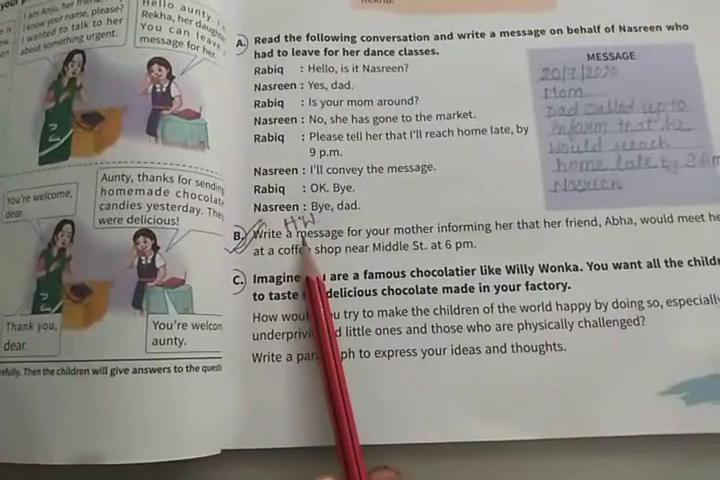 I am Anju, her friend.
I know your name, please?
I wanted to talk to her
about something urgent.
Hello aunty. I
Rekha, her daughter
You can leave
message for her.
You're welcome,
dear.
Aunty, thanks for sending
homemade chocolate
candies yesterday. They
were delicious!
Thank you,
dear.
You're welcom
aunty.
efully. Then the children will give answers to the questi
A. Read the following conversation and write a message on behalf of Nasreen who
had to leave for her dance classes.
Rabiq : Hello, is it Nasreen?
Nasreen : Yes, dad.
Rabiq : Is your mom around?
Nasreen : No, she has gone to the market.
Rabiq : Please tell her that I'll reach home late, by
9 p.m.
Nasreen : I'll convey the message.
Rabiq : OK. Bye.
Nasreen : Bye, dad.
MESSAGE
20/7/2020
Mom
Dad called up to
inform that he
would reach
home late by 9 p.m
Nasreen
H.W.
B. Write a message for your mother informing her that her friend, Abha, would meet he
at a coffe shop near Middle St. at 6 pm.
C. Imagine you are a famous chocolatier like Willy Wonka. You want all the childr
to taste delicious chocolate made in your factory.
How wou u try to make the children of the world happy by doing so, especially
underprivi d little ones and those who are physically challenged?
Write a par ph to express your ideas and thoughts.